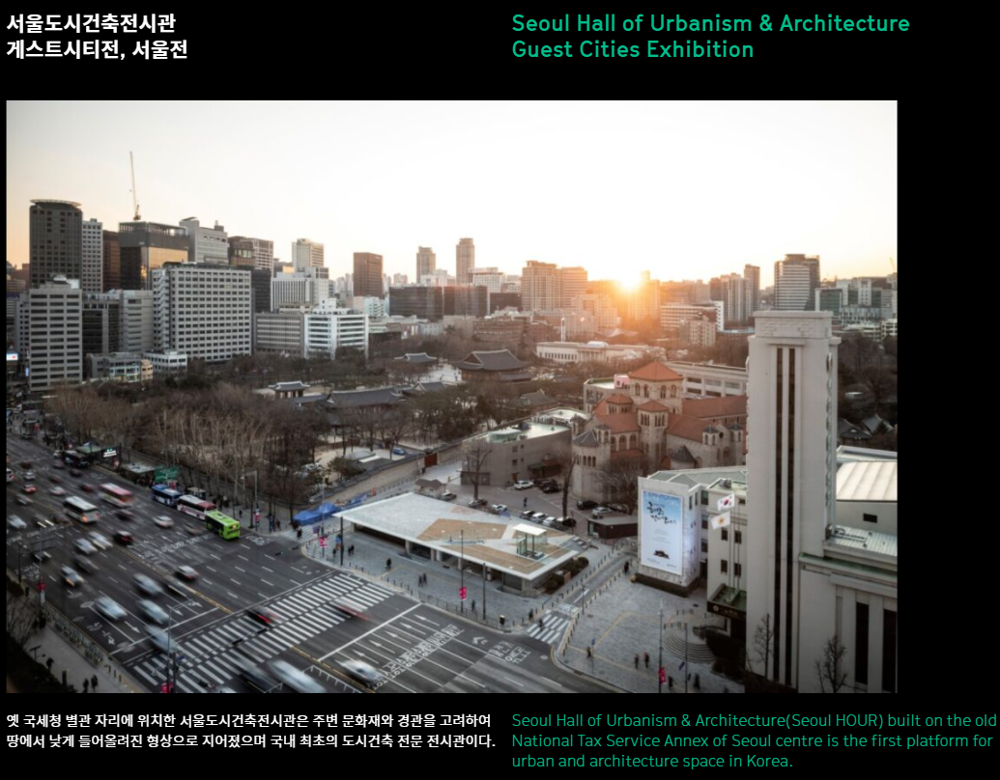 서울도시건축전시관
게스트시티전, 서울전
Seoul Hall of Urbanism & Architecture
Guest Cities Exhibition
옛 국세청 별관 자리에 위치한 서울도시건축전시관은 주변 문화재와 경관을 고려하여
땅에서 낮게 들어올려진 형상으로 지어졌으며 국내 최초의 도시건축 전문 전시관이다.
Seoul Hall of Urbanism & Architecture(Seoul HOUR) built on the old
National Tax Service Annex of Seoul centre is the first platform for
urban and architecture space in Korea.